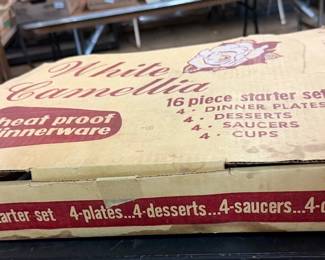 White
Camellia
16 piece starter set
4 · DINNER PLATES
4 · DESSERTS
4 · SAUCERS
4 · CUPS
heat proof
dinnerware
starter set 4-plates...4-desserts...4-saucers...4-c